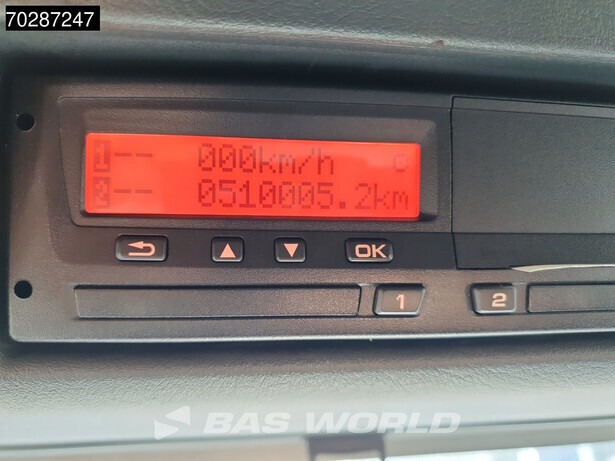 70287247
1 -- 000km/h o
2 -- 0510005.2km
OK
1 2
BAS WORLD